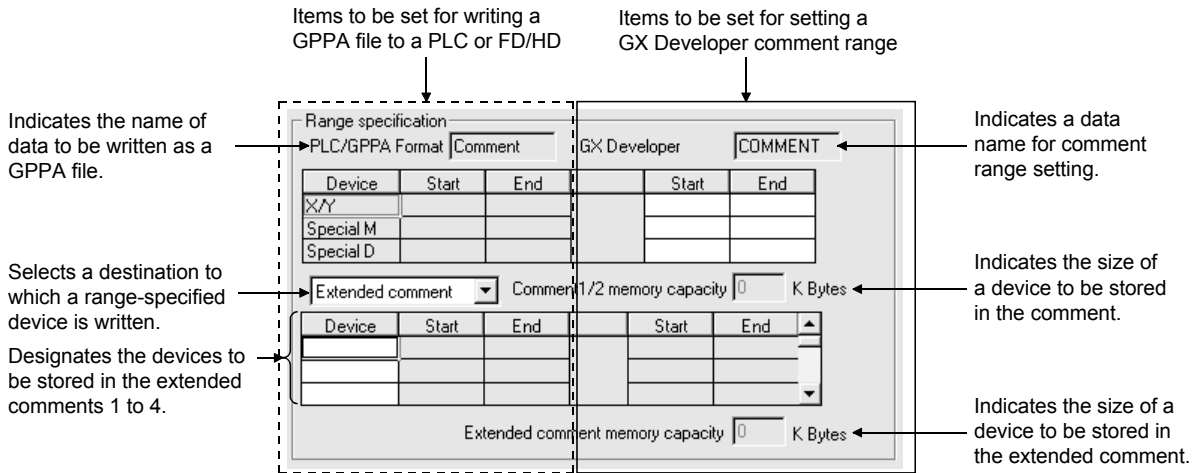 Items to be set for writing a
GPPA file to a PLC or FD/HD
Items to be set for setting a
GX Developer comment range
Indicates the name of
data to be written as a
GPPA file.
Range specification
PLC/GPPA Format Comment GX Developer COMMENT
Indicates a data
name for comment
range setting.
Device Start End Start End
X/Y
Special M
Special D
Selects a destination to
which a range-specified
device is written.
Extended comment Comment1/2 memory capacity 0 K Bytes
Indicates the size of
a device to be stored
in the comment.
Designates the devices to
be stored in the extended
comments 1 to 4.
Device Start End Start End
Extended comment memory capacity 0 K Bytes
Indicates the size of a
device to be stored in
the extended comment.